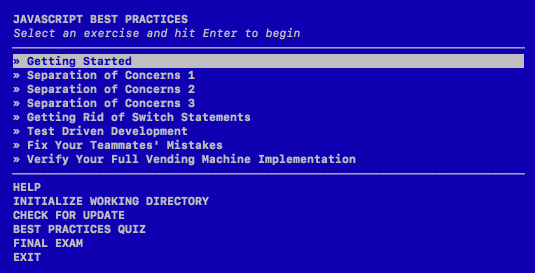 JAVASCRIPT BEST PRACTICES
Select an exercise and hit Enter to begin
» Getting Started
» Separation of Concerns 1
» Separation of Concerns 2
» Separation of Concerns 3
» Getting Rid of Switch Statements
» Test Driven Development
» Fix Your Teammates' Mistakes
» Verify Your Full Vending Machine Implementation
HELP
INITIALIZE WORKING DIRECTORY
CHECK FOR UPDATE
BEST PRACTICES QUIZ
FINAL EXAM
EXIT